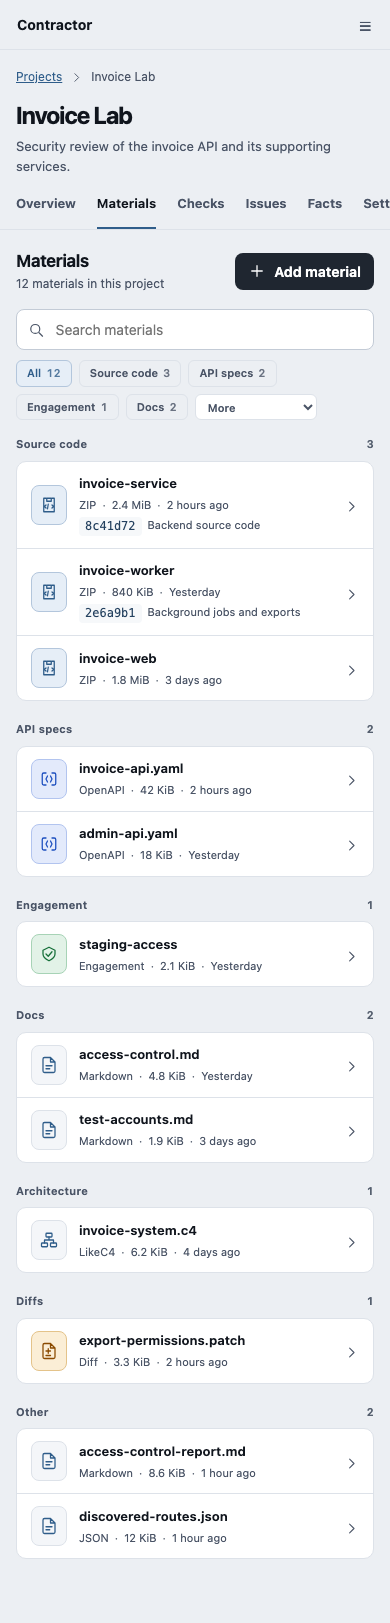 Contractor
Projects > Invoice Lab
Invoice Lab
Security review of the invoice API and its supporting
services.
Overview Materials Checks Issues Facts Sett
Materials
12 materials in this project
+ Add material
Search materials
All 12 Source code 3 API specs 2
Engagement 1 Docs 2 More
Source code 3
invoice-service
ZIP · 2.4 MiB · 2 hours ago
8c41d72 Backend source code
invoice-worker
ZIP · 840 KiB · Yesterday
2e6a9b1 Background jobs and exports
invoice-web
ZIP · 1.8 MiB · 3 days ago
API specs 2
invoice-api.yaml
OpenAPI · 42 KiB · 2 hours ago
admin-api.yaml
OpenAPI · 18 KiB · Yesterday
Engagement 1
staging-access
Engagement · 2.1 KiB · Yesterday
Docs 2
access-control.md
Markdown · 4.8 KiB · Yesterday
test-accounts.md
Markdown · 1.9 KiB · 3 days ago
Architecture 1
invoice-system.c4
LikeC4 · 6.2 KiB · 4 days ago
Diffs 1
export-permissions.patch
Diff · 3.3 KiB · 2 hours ago
Other 2
access-control-report.md
Markdown · 8.6 KiB · 1 hour ago
discovered-routes.json
JSON · 12 KiB · 1 hour ago